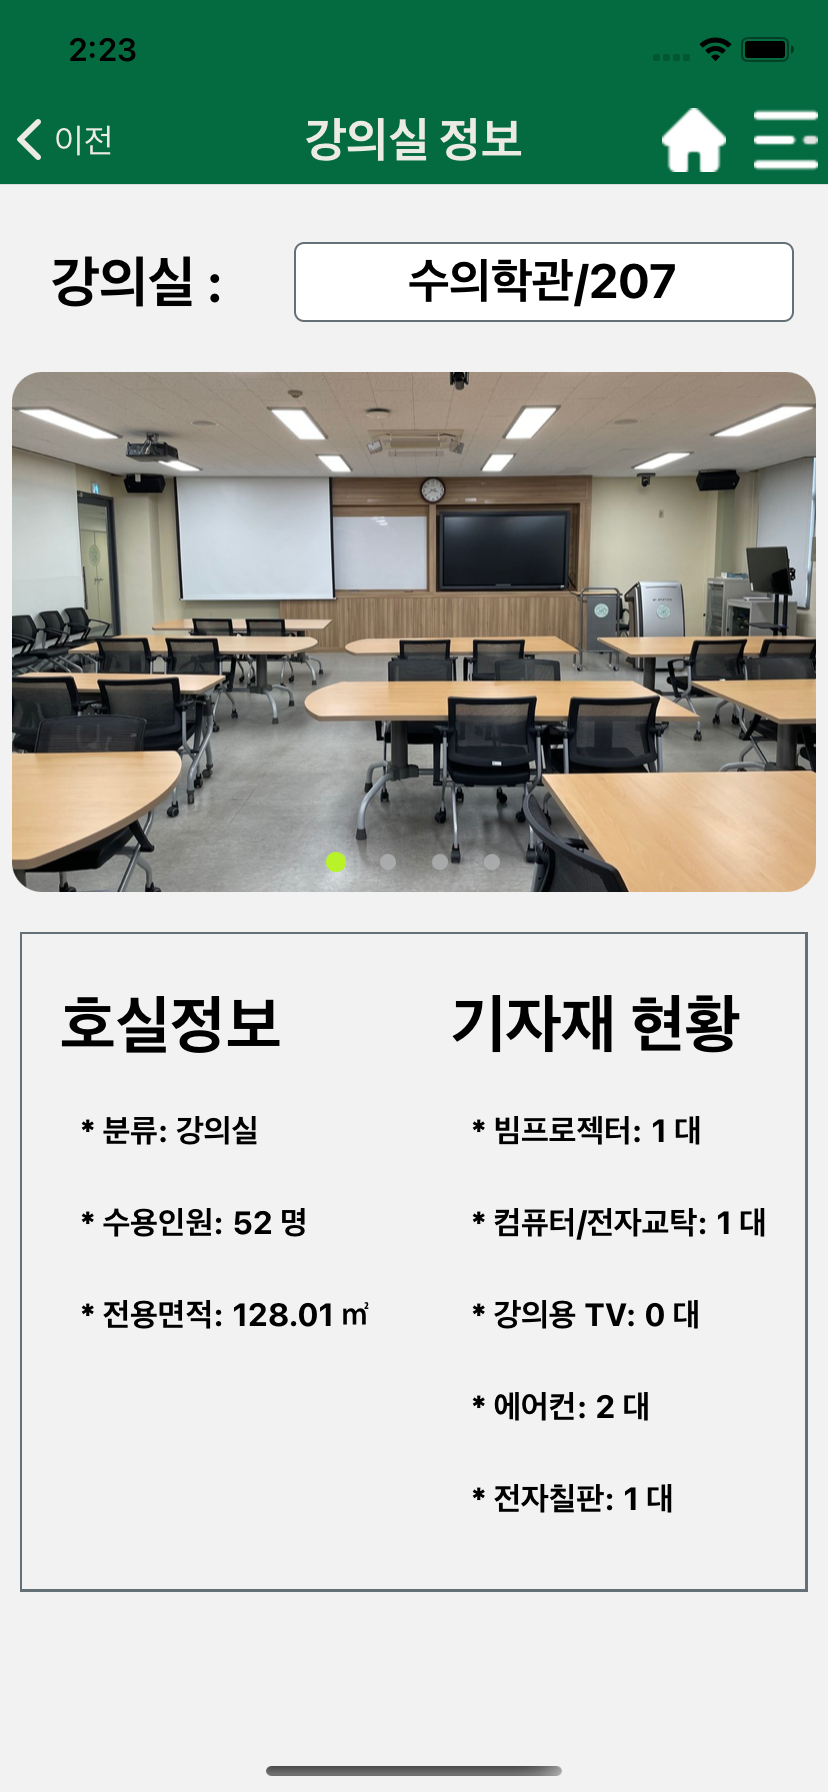 2:23
이전
강의실 정보
강의실 :
수의학관/207
호실정보
* 분류: 강의실
* 수용인원: 52 명
* 전용면적: 128.01 ㎡
기자재 현황
* 빔프로젝터: 1 대
* 컴퓨터/전자교탁: 1 대
* 강의용 TV: 0 대
* 에어컨: 2 대
* 전자칠판: 1 대